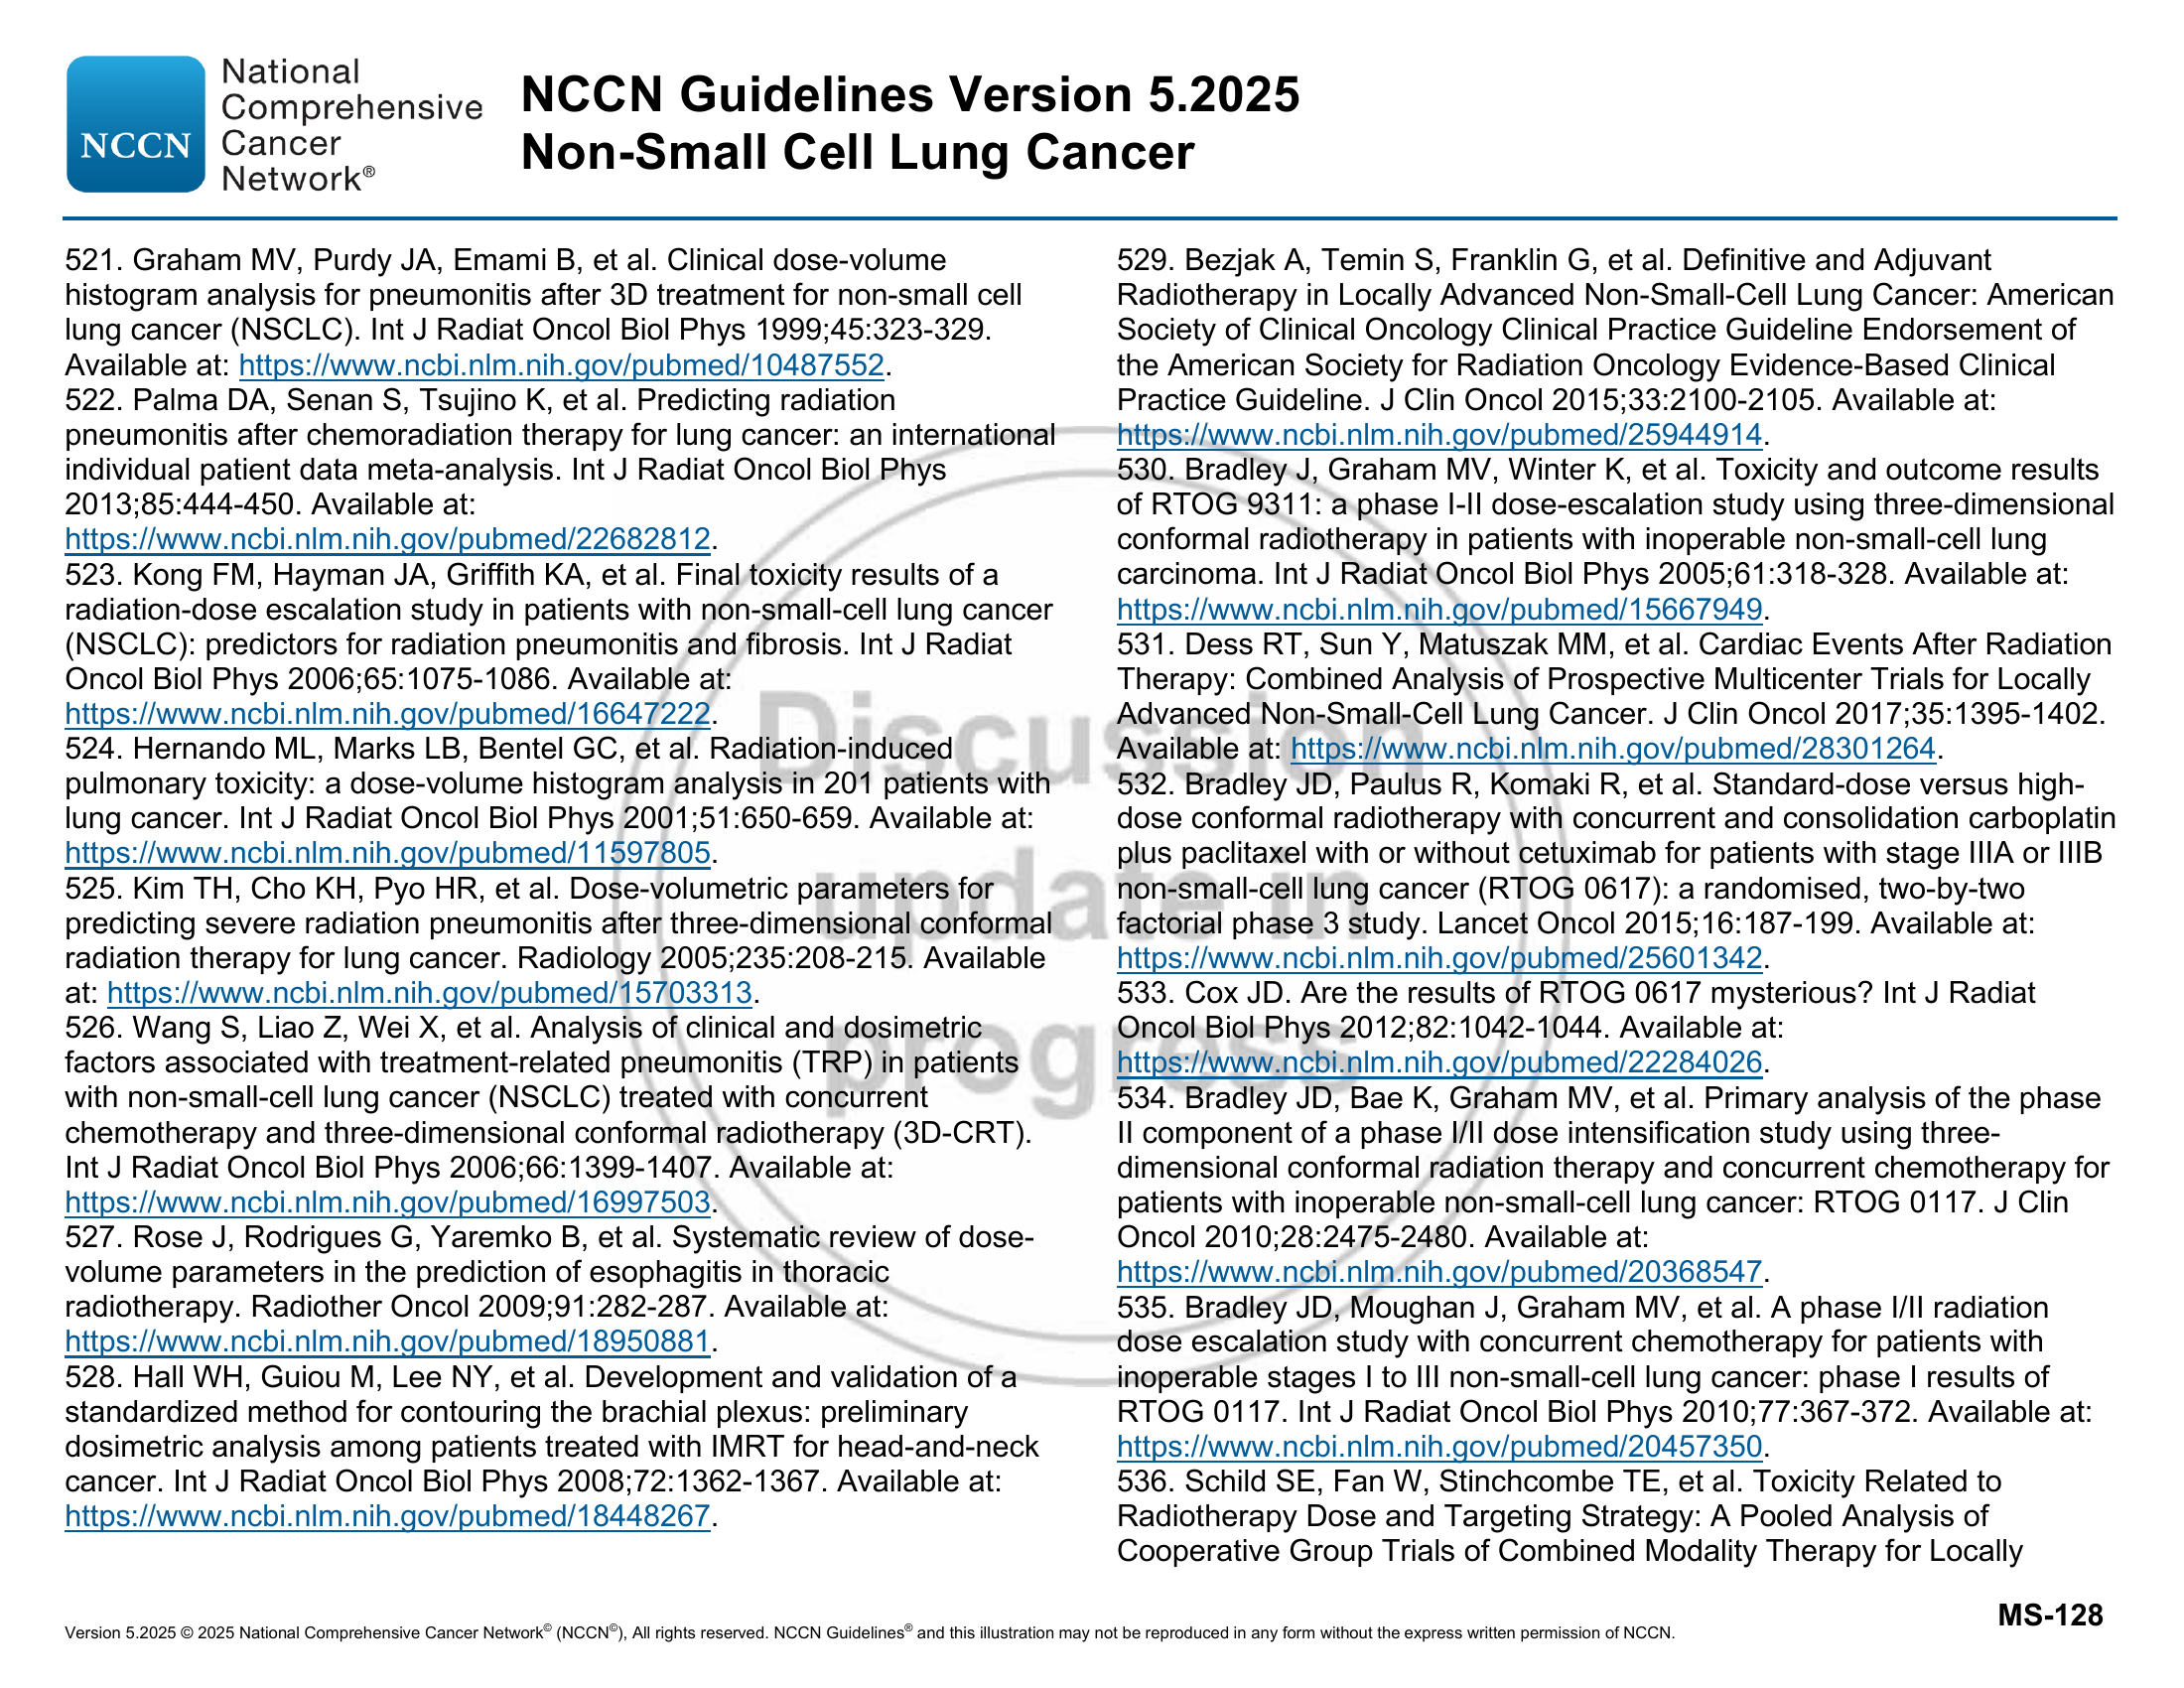 NCCN
National
Comprehensive
Cancer
Network®
NCCN Guidelines Version 5.2025
Non-Small Cell Lung Cancer
521. Graham MV, Purdy JA, Emami B, et al. Clinical dose-volume
histogram analysis for pneumonitis after 3D treatment for non-small cell
lung cancer (NSCLC). Int J Radiat Oncol Biol Phys 1999;45:323-329.
Available at: https://www.ncbi.nlm.nih.gov/pubmed/10487552.
522. Palma DA, Senan S, Tsujino K, et al. Predicting radiation
pneumonitis after chemoradiation therapy for lung cancer: an international
individual patient data meta-analysis. Int J Radiat Oncol Biol Phys
2013;85:444-450. Available at:
https://www.ncbi.nlm.nih.gov/pubmed/22682812.
523. Kong FM, Hayman JA, Griffith KA, et al. Final toxicity results of a
radiation-dose escalation study in patients with non-small-cell lung cancer
(NSCLC): predictors for radiation pneumonitis and fibrosis. Int J Radiat
Oncol Biol Phys 2006;65:1075-1086. Available at:
https://www.ncbi.nlm.nih.gov/pubmed/16647222.
524. Hernando ML, Marks LB, Bentel GC, et al. Radiation-induced
pulmonary toxicity: a dose-volume histogram analysis in 201 patients with
lung cancer. Int J Radiat Oncol Biol Phys 2001;51:650-659. Available at:
https://www.ncbi.nlm.nih.gov/pubmed/11597805.
525. Kim TH, Cho KH, Pyo HR, et al. Dose-volumetric parameters for
predicting severe radiation pneumonitis after three-dimensional conformal
radiation therapy for lung cancer. Radiology 2005;235:208-215. Available
at: https://www.ncbi.nlm.nih.gov/pubmed/15703313.
526. Wang S, Liao Z, Wei X, et al. Analysis of clinical and dosimetric
factors associated with treatment-related pneumonitis (TRP) in patients
with non-small-cell lung cancer (NSCLC) treated with concurrent
chemotherapy and three-dimensional conformal radiotherapy (3D-CRT).
Int J Radiat Oncol Biol Phys 2006;66:1399-1407. Available at:
https://www.ncbi.nlm.nih.gov/pubmed/16997503.
527. Rose J, Rodrigues G, Yaremko B, et al. Systematic review of dose-
volume parameters in the prediction of esophagitis in thoracic
radiotherapy. Radiother Oncol 2009;91:282-287. Available at:
https://www.ncbi.nlm.nih.gov/pubmed/18950881.
528. Hall WH, Guiou M, Lee NY, et al. Development and validation of a
standardized method for contouring the brachial plexus: preliminary
dosimetric analysis among patients treated with IMRT for head-and-neck
cancer. Int J Radiat Oncol Biol Phys 2008;72:1362-1367. Available at:
https://www.ncbi.nlm.nih.gov/pubmed/18448267.
529. Bezjak A, Temin S, Franklin G, et al. Definitive and Adjuvant
Radiotherapy in Locally Advanced Non-Small-Cell Lung Cancer: American
Society of Clinical Oncology Clinical Practice Guideline Endorsement of
the American Society for Radiation Oncology Evidence-Based Clinical
Practice Guideline. J Clin Oncol 2015;33:2100-2105. Available at:
https://www.ncbi.nlm.nih.gov/pubmed/25944914.
530. Bradley J, Graham MV, Winter K, et al. Toxicity and outcome results
of RTOG 9311: a phase I-II dose-escalation study using three-dimensional
conformal radiotherapy in patients with inoperable non-small-cell lung
carcinoma. Int J Radiat Oncol Biol Phys 2005;61:318-328. Available at:
https://www.ncbi.nlm.nih.gov/pubmed/15667949.
531. Dess RT, Sun Y, Matuszak MM, et al. Cardiac Events After Radiation
Therapy: Combined Analysis of Prospective Multicenter Trials for Locally
Advanced Non-Small-Cell Lung Cancer. J Clin Oncol 2017;35:1395-1402.
Available at: https://www.ncbi.nlm.nih.gov/pubmed/28301264.
532. Bradley JD, Paulus R, Komaki R, et al. Standard-dose versus high-
dose conformal radiotherapy with concurrent and consolidation carboplatin
plus paclitaxel with or without cetuximab for patients with stage IIIA or IIIB
non-small-cell lung cancer (RTOG 0617): a randomised, two-by-two
factorial phase 3 study. Lancet Oncol 2015;16:187-199. Available at:
https://www.ncbi.nlm.nih.gov/pubmed/25601342.
533. Cox JD. Are the results of RTOG 0617 mysterious? Int J Radiat
Oncol Biol Phys 2012;82:1042-1044. Available at:
https://www.ncbi.nlm.nih.gov/pubmed/22284026.
534. Bradley JD, Bae K, Graham MV, et al. Primary analysis of the phase
II component of a phase I/II dose intensification study using three-
dimensional conformal radiation therapy and concurrent chemotherapy for
patients with inoperable non-small-cell lung cancer: RTOG 0117. J Clin
Oncol 2010;28:2475-2480. Available at:
https://www.ncbi.nlm.nih.gov/pubmed/20368547.
535. Bradley JD, Moughan J, Graham MV, et al. A phase I/II radiation
dose escalation study with concurrent chemotherapy for patients with
inoperable stages I to III non-small-cell lung cancer: phase I results of
RTOG 0117. Int J Radiat Oncol Biol Phys 2010;77:367-372. Available at:
https://www.ncbi.nlm.nih.gov/pubmed/20457350.
536. Schild SE, Fan W, Stinchcombe TE, et al. Toxicity Related to
Radiotherapy Dose and Targeting Strategy: A Pooled Analysis of
Cooperative Group Trials of Combined Modality Therapy for Locally
Discussion
update in
progress
MS-128
Version 5.2025 © 2025 National Comprehensive Cancer Network© (NCCN©), All rights reserved. NCCN Guidelines® and this illustration may not be reproduced in any form without the express written permission of NCCN.